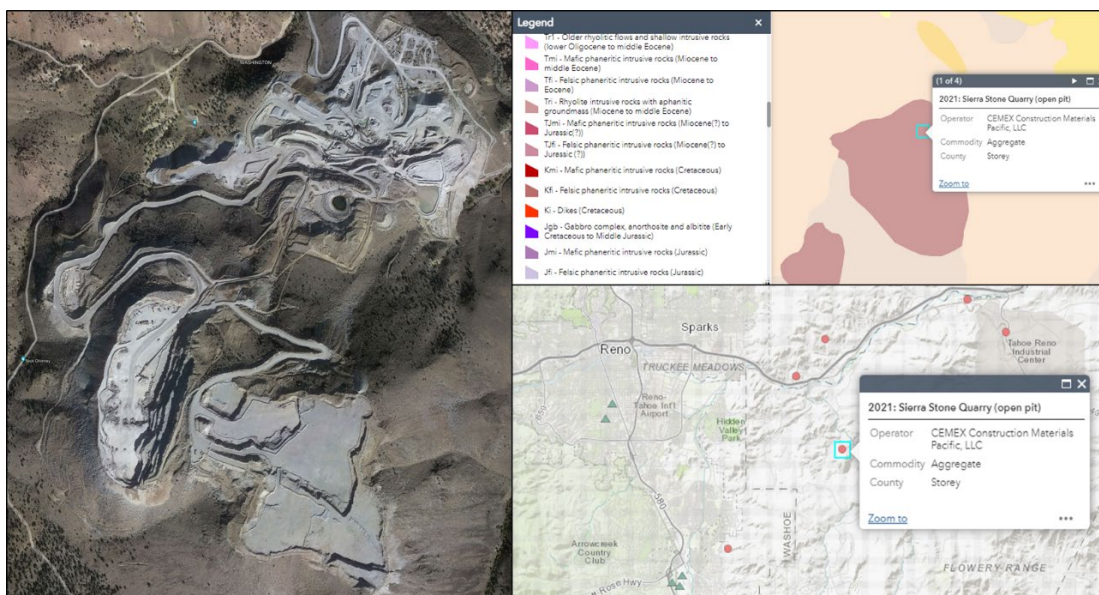 WASHINGTON
Legend
Tr1 - Older rhyolitic flows and shallow intrusive rocks
(lower Oligocene to middle Eocene)
Tmi - Mafic phaneritic intrusive rocks (Miocene to
middle Eocene)
Tfi - Felsic phaneritic intrusive rocks (Miocene to
Eocene)
Tri - Rhyolite intrusive rocks with aphanitic
groundmass (Miocene to middle Eocene)
TJmi - Mafic phaneritic intrusive rocks (Miocene(?) to
Jurassic(?))
TJfi - Felsic phaneritic intrusive rocks (Miocene(?) to
Jurassic (?))
Kmi - Mafic phaneritic intrusive rocks (Cretaceous)
Kfi - Felsic phaneritic intrusive rocks (Cretaceous)
Ki - Dikes (Cretaceous)
Jgb - Gabbro complex, anorthosite and albitite (Early
Cretaceous to Middle Jurassic)
Jmi - Mafic phaneritic intrusive rocks (Jurassic)
Jfi - Felsic phaneritic intrusive rocks (Jurassic)
(1 of 4)
2021: Sierra Stone Quarry (open pit)
Operator CEMEX Construction Materials
Pacific, LLC
Commodity Aggregate
County Storey
Zoom to
Sparks
Reno
TRUCKEE MEADOWS
Reno-
Tahoe Int'l
Airport
Hidden
Valley
Park
Tahoe Reno
Industrial
Center
580
WASHOE
Arrowcreek
Country
Club
Rose Hwy
FLOWERY RANGE
2021: Sierra Stone Quarry (open pit)
Operator CEMEX Construction Materials
Pacific, LLC
Commodity Aggregate
County Storey
Zoom to